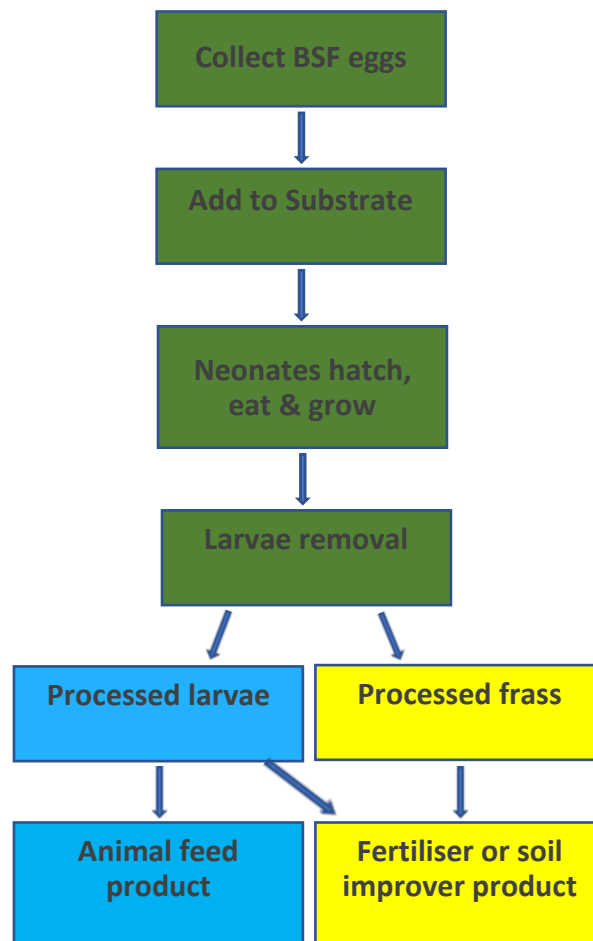 Collect BSF eggs
Add to Substrate
Neonates hatch,
eat & grow
Larvae removal
Processed larvae
Processed frass
Animal feed
product
Fertiliser or soil
improver product